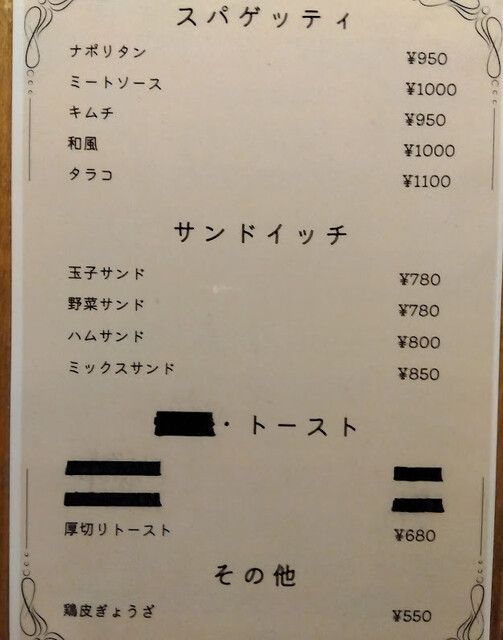 スパゲッティ
ナポリタン ¥950
ミートソース ¥1000
キムチ ¥950
和風 ¥1000
タラコ ¥1100
サンドイッチ
玉子サンド ¥780
野菜サンド ¥780
ハムサンド ¥800
ミックスサンド ¥850
・トースト
厚切りトースト ¥680
その他
鶏皮ぎょうざ ¥550